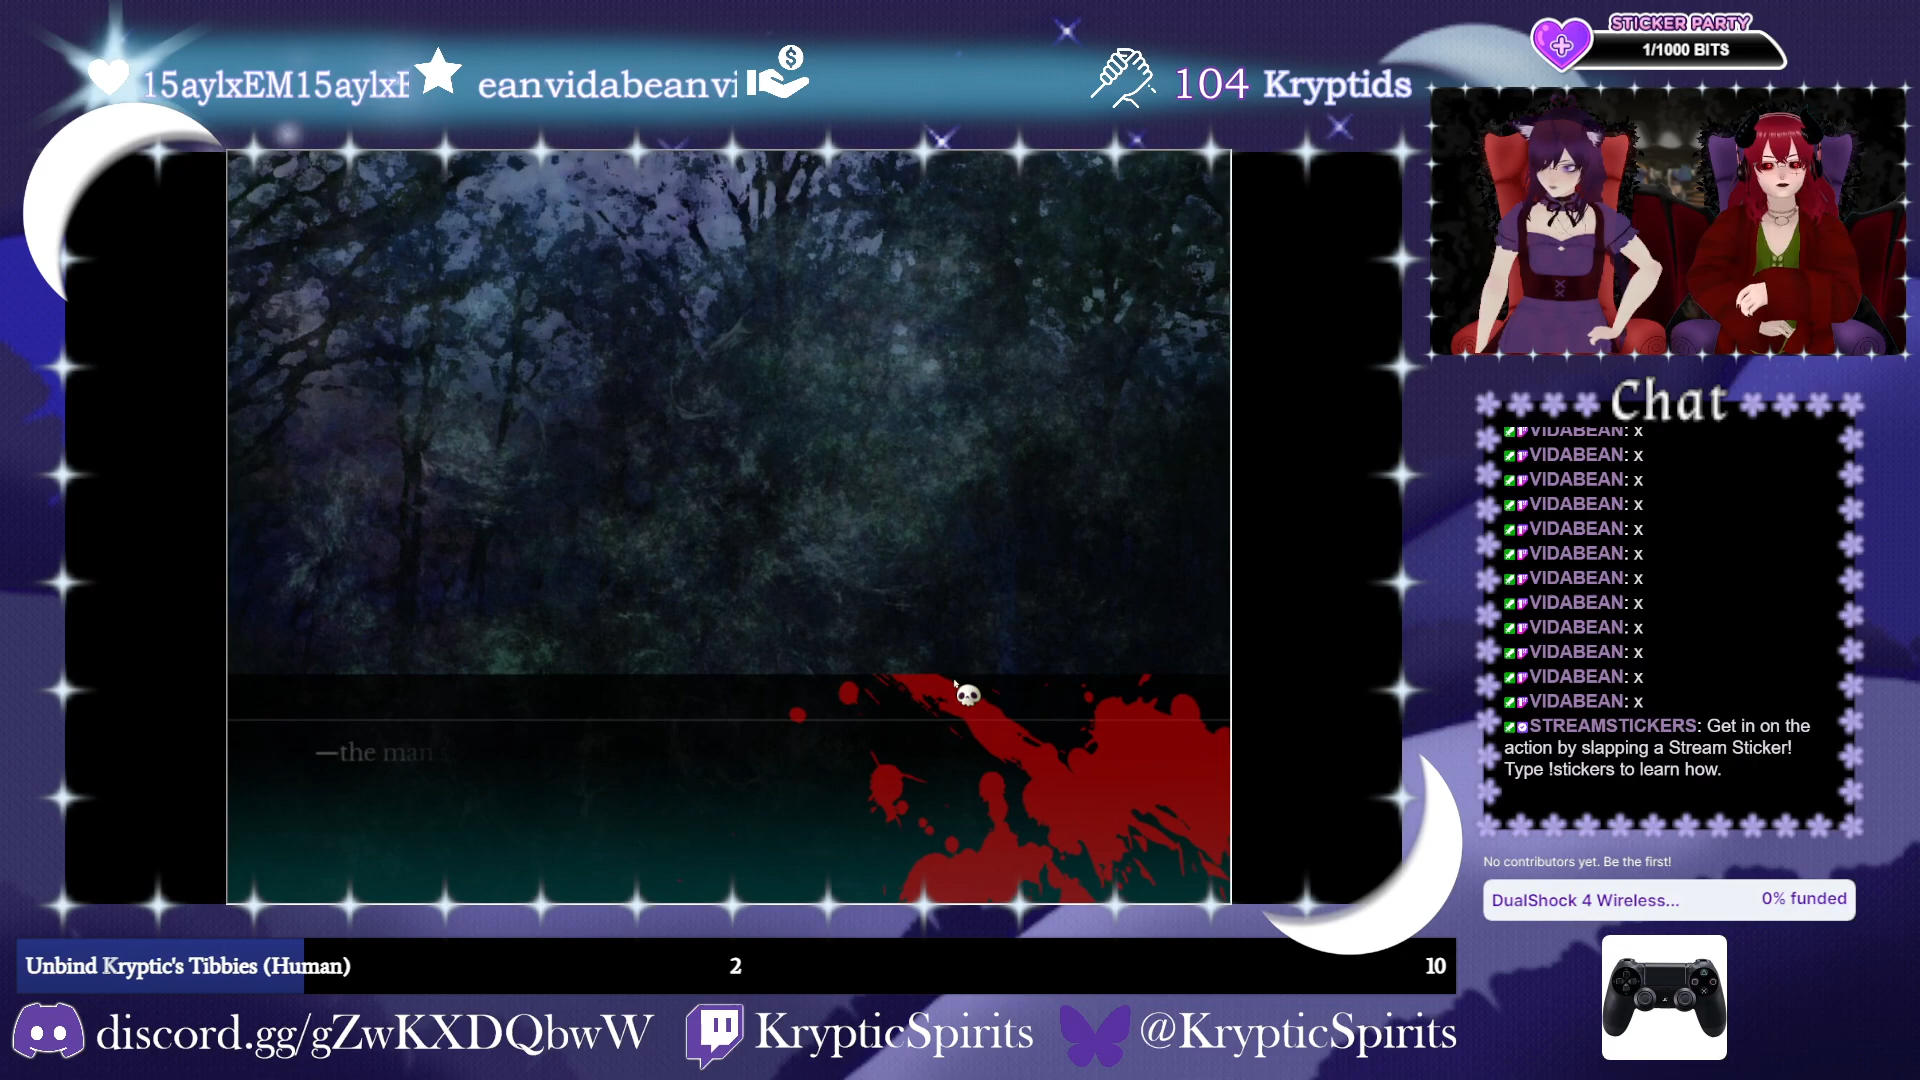 STICKER PARTY
1/1000 BITS
15aylxEM15aylxE
eanvidabeanvi
104 Kryptids
Chat
VIDABEAN: x
VIDABEAN: x
VIDABEAN: x
VIDABEAN: x
VIDABEAN: x
VIDABEAN: x
VIDABEAN: x
VIDABEAN: x
VIDABEAN: x
VIDABEAN: x
VIDABEAN: x
VIDABEAN: x
STREAMSTICKERS: Get in on the
action by slapping a Stream Sticker!
Type !stickers to learn how.
—the man s
No contributors yet. Be the first!
DualShock 4 Wireless... 0% funded
Unbind Kryptic's Tibbies (Human) 2 10
discord.gg/gZwKXDQbwW KrypticSpirits @KrypticSpirits